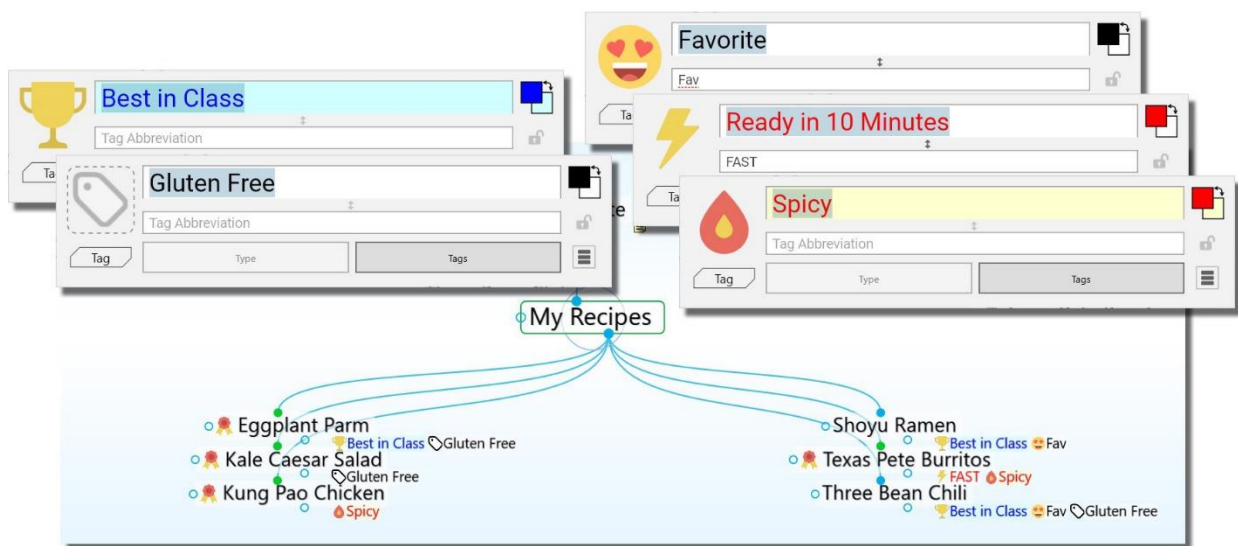 Favorite
Fav
Best in Class
Tag Abbreviation
Ready in 10 Minutes
FAST
Gluten Free
Tag Abbreviation
Tag
Type
Tags
Spicy
Tag Abbreviation
Tag
Type
Tags
My Recipes
Eggplant Parm
Best in Class Gluten Free
Kale Caesar Salad
Gluten Free
Kung Pao Chicken
Spicy
Shoyu Ramen
Best in Class Fav
Texas Pete Burritos
FAST Spicy
Three Bean Chili
Best in Class Fav Gluten Free